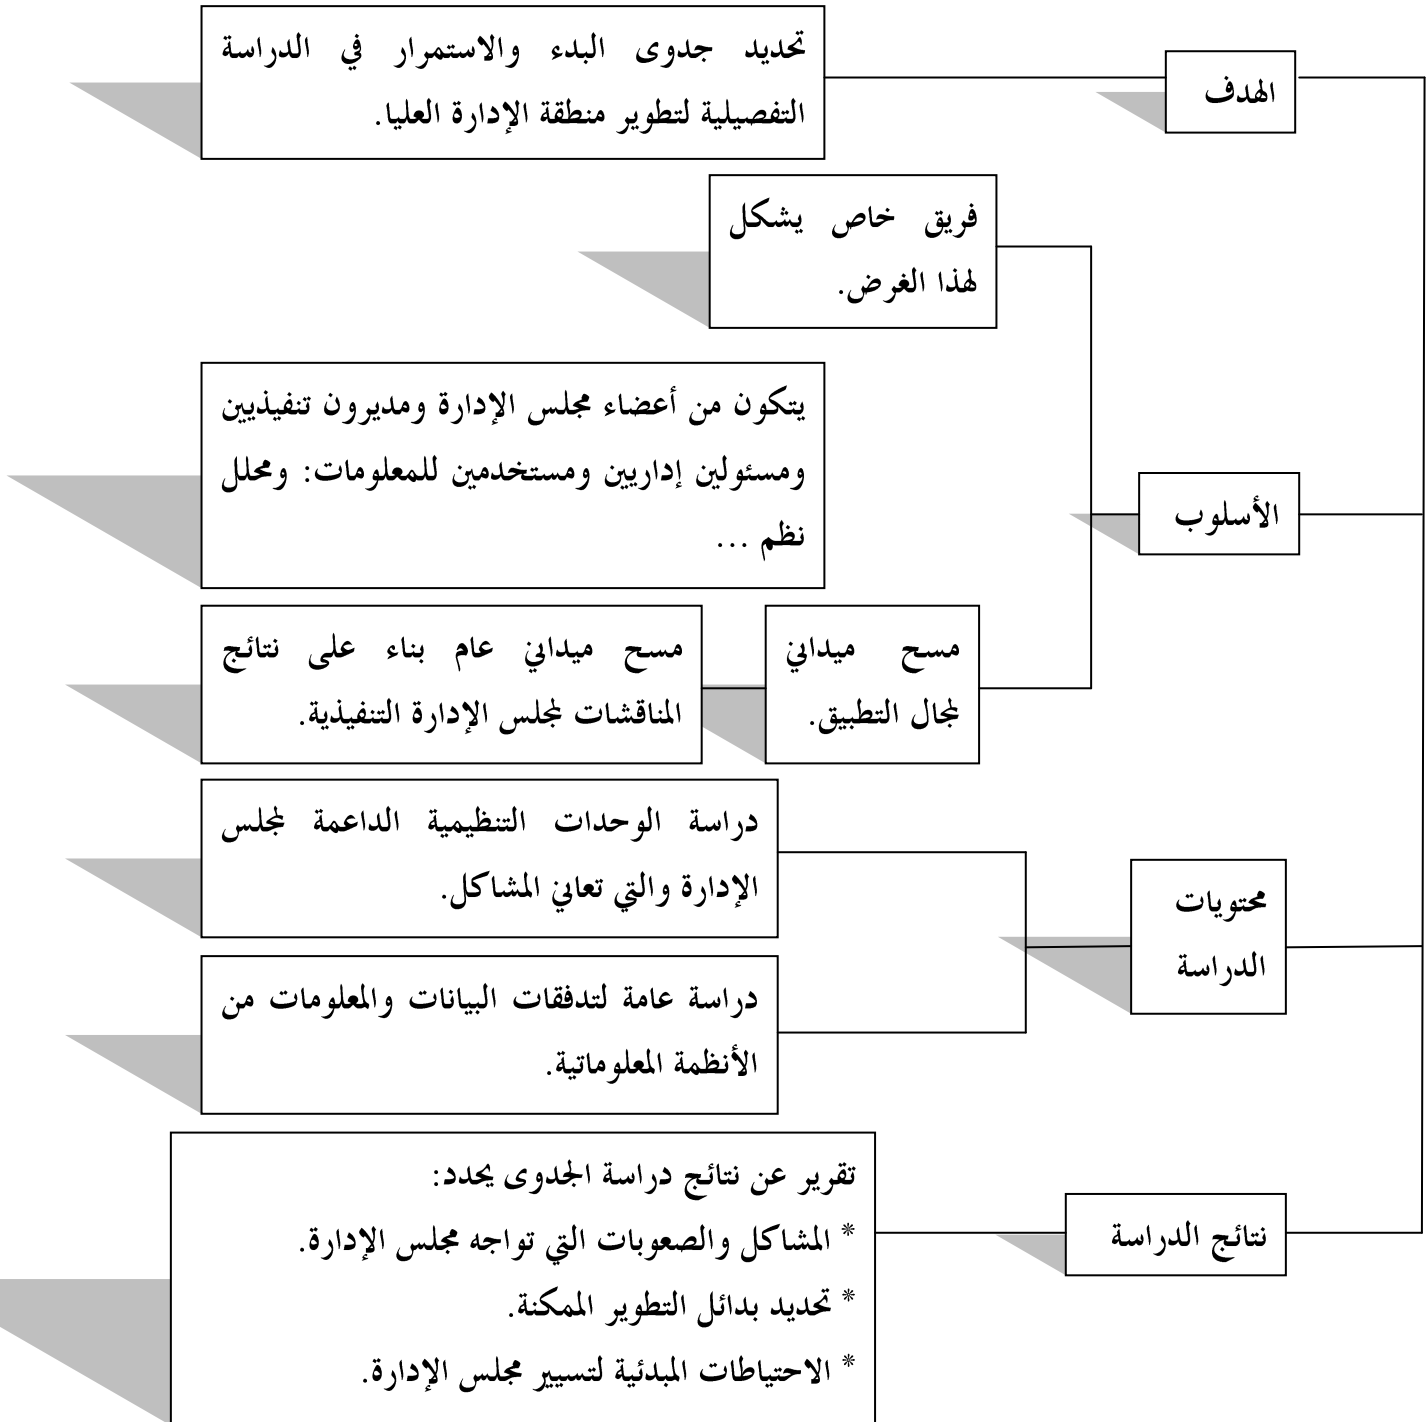 الهدف
تحديد جدوى البدء والاستمرار في الدراسة
التفصيلية لتطوير منطقة الإدارة العليا.
الأسلوب
فريق خاص يشكل
لهذا الغرض.
يتكون من أعضاء مجلس الإدارة ومديرون تنفيذيين
ومسئولين إداريين ومستخدمين للمعلومات: ومحلل
نظم ...
مسح ميداني
لمجال التطبيق.
مسح ميداني عام بناء على نتائج
المناقشات لمجلس الإدارة التنفيذية.
محتويات
الدراسة
دراسة الوحدات التنظيمية الداعمة لمجلس
الإدارة والتي تعاني المشاكل.
دراسة عامة لتدفقات البيانات والمعلومات من
الأنظمة المعلوماتية.
نتائج الدراسة
تقرير عن نتائج دراسة الجدوى يحدد:
* المشاكل والصعوبات التي تواجه مجلس الإدارة.
* تحديد بدائل التطوير الممكنة.
* الاحتياطات المبدئية لتسيير مجلس الإدارة.